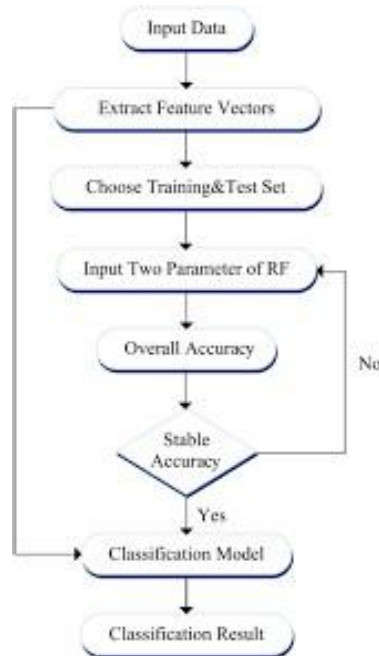 Input Data
Extract Feature Vectors
Choose Training&Test Set
Input Two Parameter of RF
Overall Accuracy
No
Stable
Accuracy
Yes
Classification Model
Classification Result